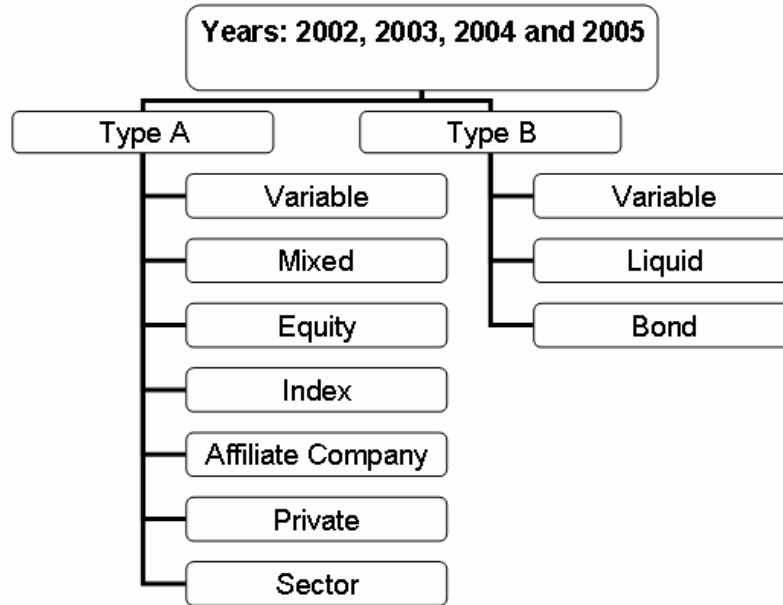 Years: 2002, 2003, 2004 and 2005
Type A
Type B
Variable
Mixed
Equity
Index
Affiliate Company
Private
Sector
Variable
Liquid
Bond